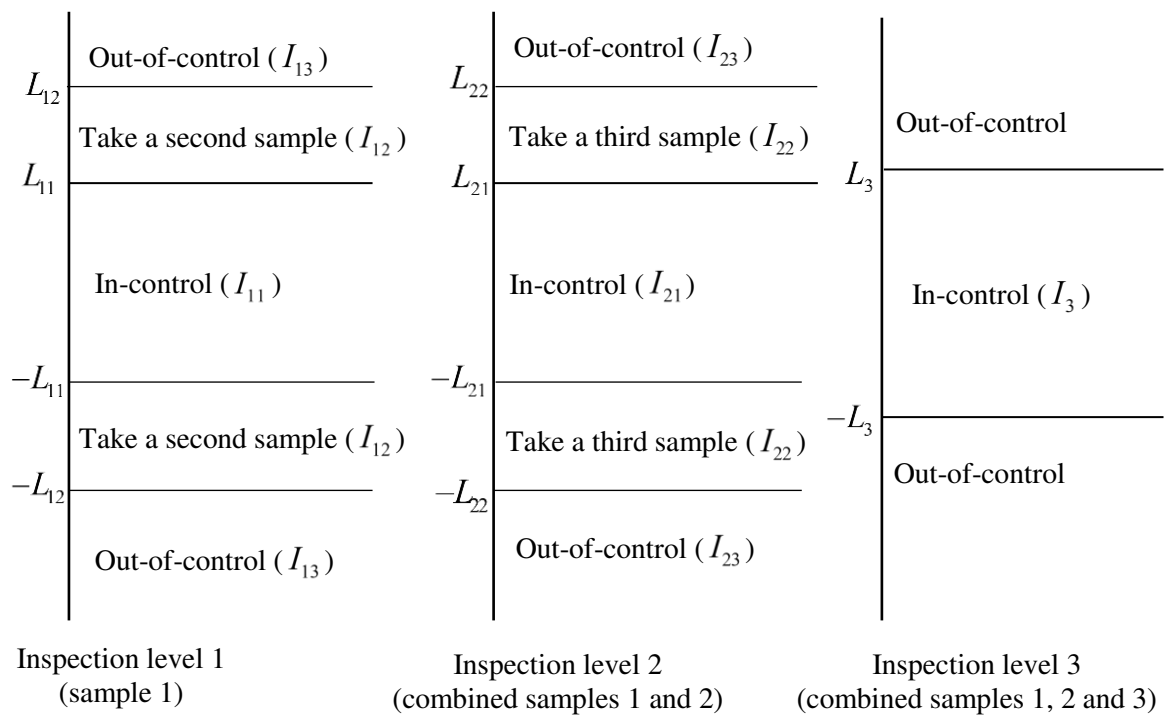 Out-of-control ( I₁₃ )
L₁₂
Take a second sample ( I₁₂ )
L₁₁
In-control ( I₁₁ )
−L₁₁
Take a second sample ( I₁₂ )
−L₁₂
Out-of-control ( I₁₃ )
Inspection level 1
(sample 1)
Out-of-control ( I₂₃ )
L₂₂
Take a third sample ( I₂₂ )
L₂₁
In-control ( I₂₁ )
−L₂₁
Take a third sample ( I₂₂ )
−L₂₂
Out-of-control ( I₂₃ )
Inspection level 2
(combined samples 1 and 2)
Out-of-control
L₃
In-control ( I₃ )
−L₃
Out-of-control
Inspection level 3
(combined samples 1, 2 and 3)